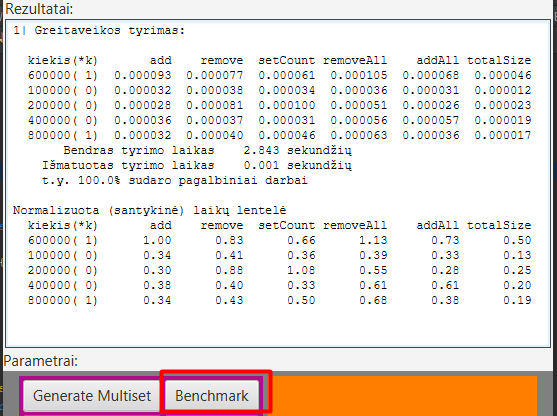 Rezultatai:
1| Greitaveikos tyrimas:
kiekis(*k) add remove setCount removeAll addAll totalSize
600000( 1) 0.000093 0.000077 0.000061 0.000105 0.000068 0.000046
100000( 0) 0.000032 0.000038 0.000034 0.000036 0.000031 0.000012
200000( 0) 0.000028 0.000081 0.000100 0.000051 0.000026 0.000023
400000( 0) 0.000036 0.000037 0.000031 0.000056 0.000057 0.000019
800000( 1) 0.000032 0.000040 0.000046 0.000063 0.000036 0.000017
Bendras tyrimo laikas 2.843 sekundžių
Išmatuotas tyrimo laikas 0.001 sekundžių
t.y. 100.0% sudaro pagalbiniai darbai
Normalizuota (santykinė) laikų lentelė
kiekis(*k) add remove setCount removeAll addAll totalSize
600000( 1) 1.00 0.83 0.66 1.13 0.73 0.50
100000( 0) 0.34 0.41 0.36 0.39 0.33 0.13
200000( 0) 0.30 0.88 1.08 0.55 0.28 0.25
400000( 0) 0.38 0.40 0.33 0.61 0.61 0.20
800000( 1) 0.34 0.43 0.50 0.68 0.38 0.19
Parametrai:
Generate Multiset Benchmark